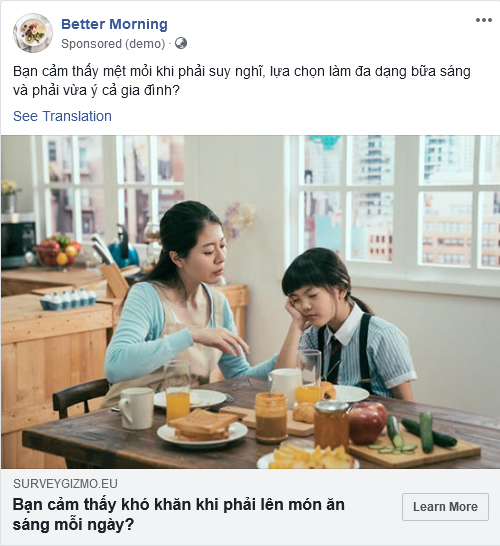 Better Morning
Sponsored (demo) ·
Bạn cảm thấy mệt mỏi khi phải suy nghĩ, lựa chọn làm đa dạng bữa sáng
và phải vừa ý cả gia đình?
See Translation
SURVEYGIZMO.EU
Bạn cảm thấy khó khăn khi phải lên món ăn
sáng mỗi ngày?
Learn More